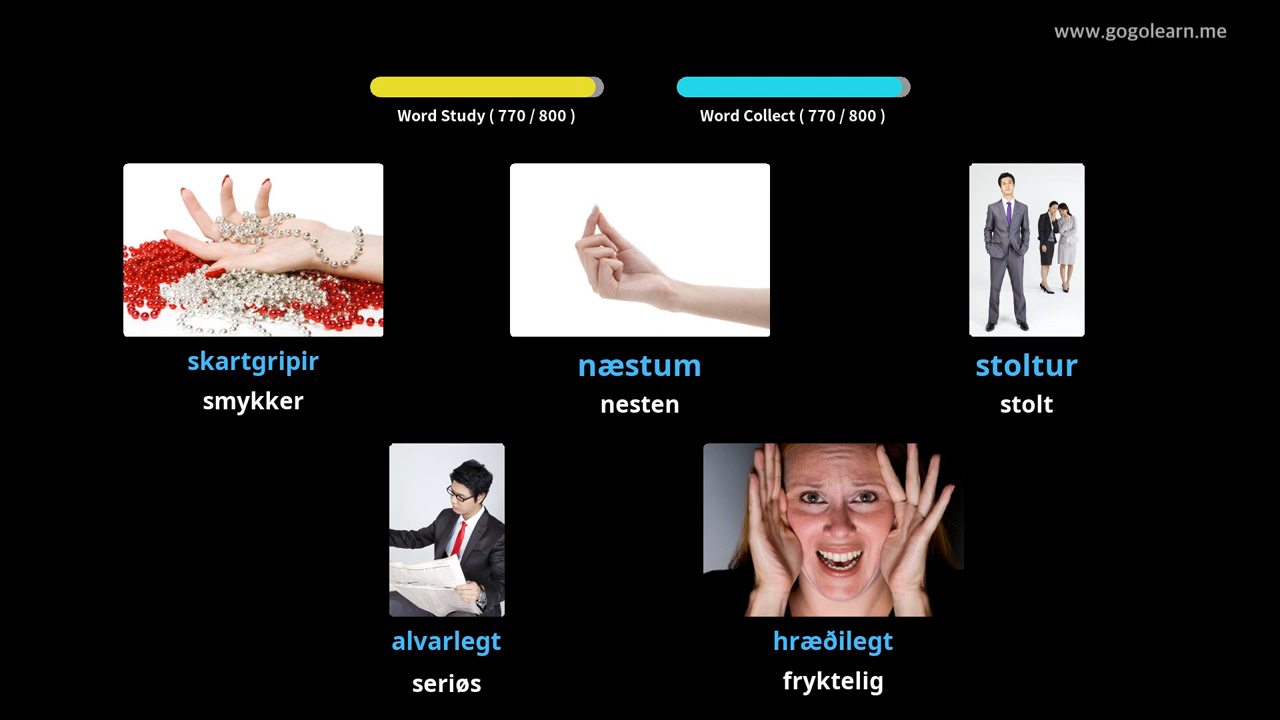 www.gogolearn.me
Word Study ( 770 / 800 )
Word Collect ( 770 / 800 )
skartgripir
smykker
næstum
nesten
stoltur
stolt
alvarlegt
seriøs
hræðilegt
fryktelig